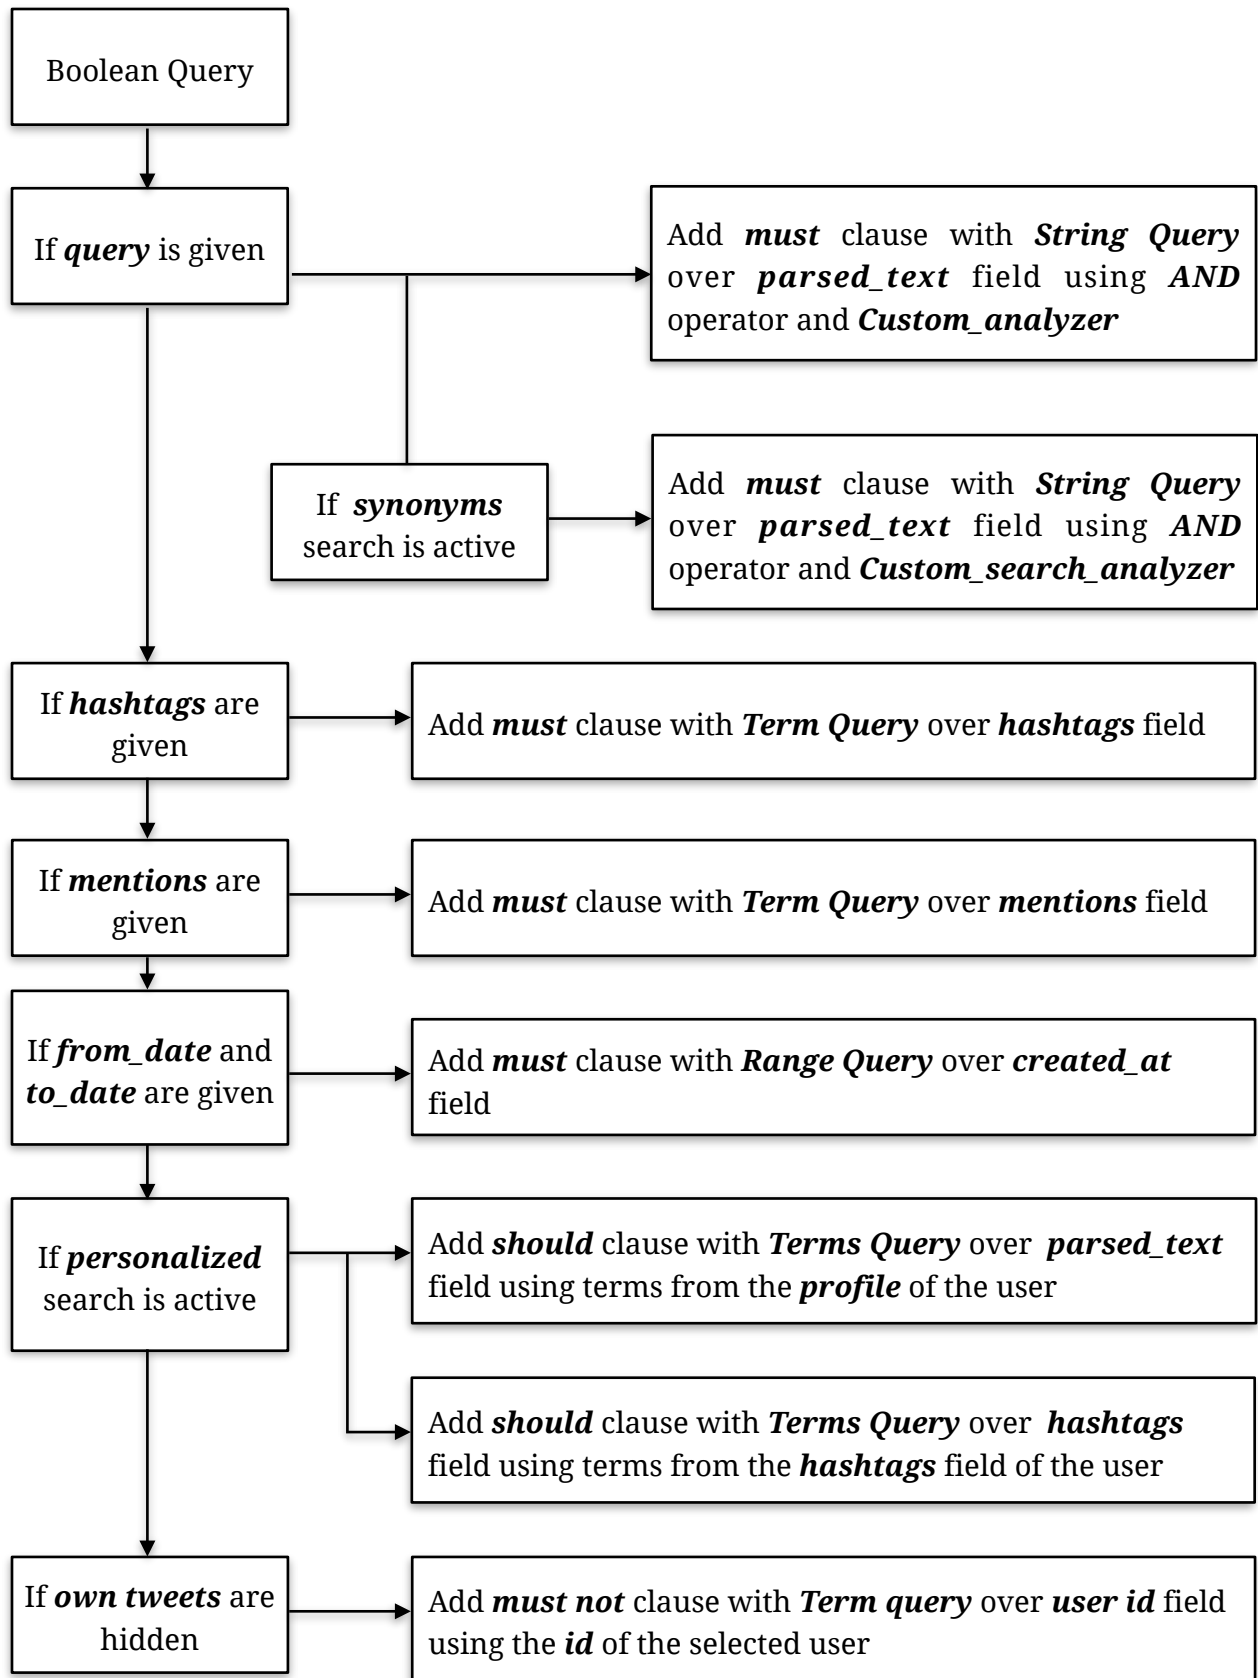 Boolean Query
If query is given
Add must clause with String Query
over parsed_text field using AND
operator and Custom_analyzer
If synonyms
search is active
Add must clause with String Query
over parsed_text field using AND
operator and Custom_search_analyzer
If hashtags are
given
Add must clause with Term Query over hashtags field
If mentions are
given
Add must clause with Term Query over mentions field
If from_date and
to_date are given
Add must clause with Range Query over created_at
field
If personalized
search is active
Add should clause with Terms Query over parsed_text
field using terms from the profile of the user
Add should clause with Terms Query over hashtags
field using terms from the hashtags field of the user
If own tweets are
hidden
Add must not clause with Term query over user id field
using the id of the selected user